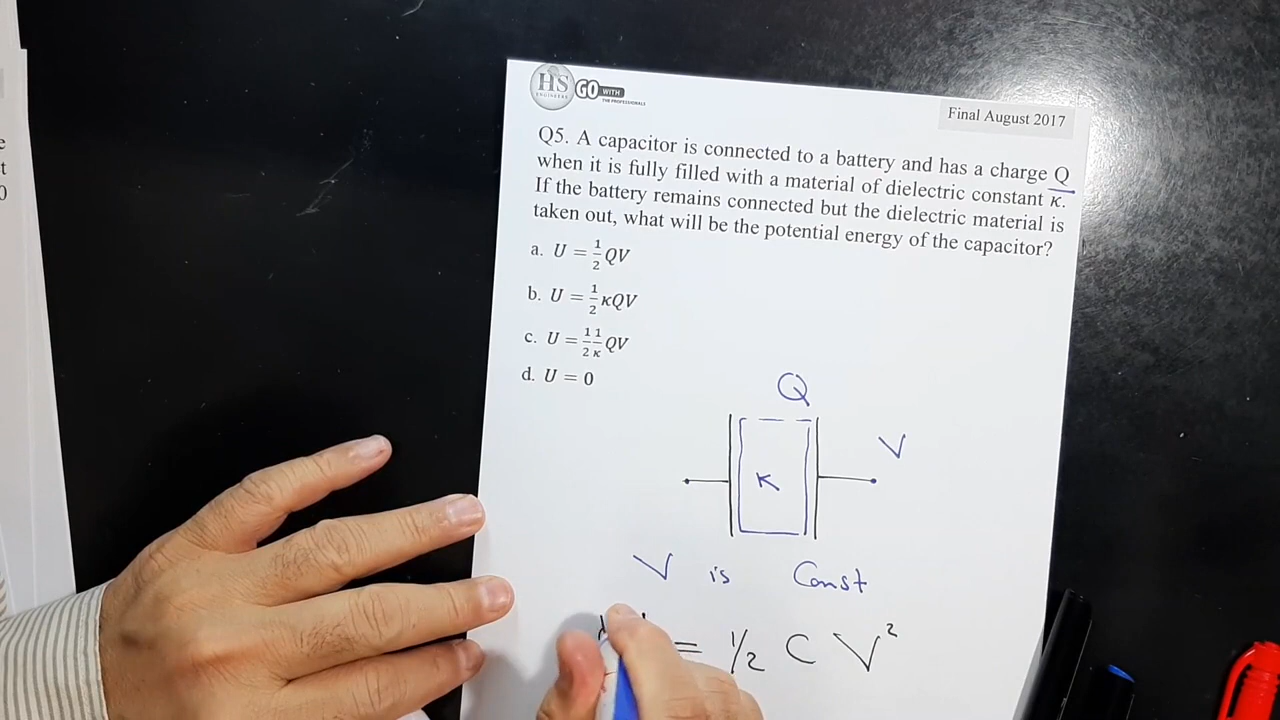 HS
ENGINEERS
GO WITH
THE PROFESSIONALS
Final August 2017
Q5. A capacitor is connected to a battery and has a charge Q
when it is fully filled with a material of dielectric constant κ.
If the battery remains connected but the dielectric material is
taken out, what will be the potential energy of the capacitor?
a. U = 1/2 QV
b. U = 1/2 κQV
c. U = 1/2 1/κ QV
d. U = 0
Q
V
K
V is Const
= 1/2 C V²
e
t
0